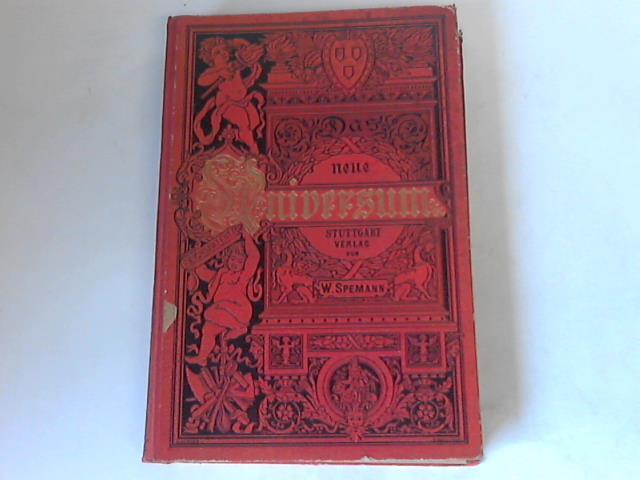 Das
neue
Universum.
STUTTGART
VERLAG
VON
W. SPEMANN